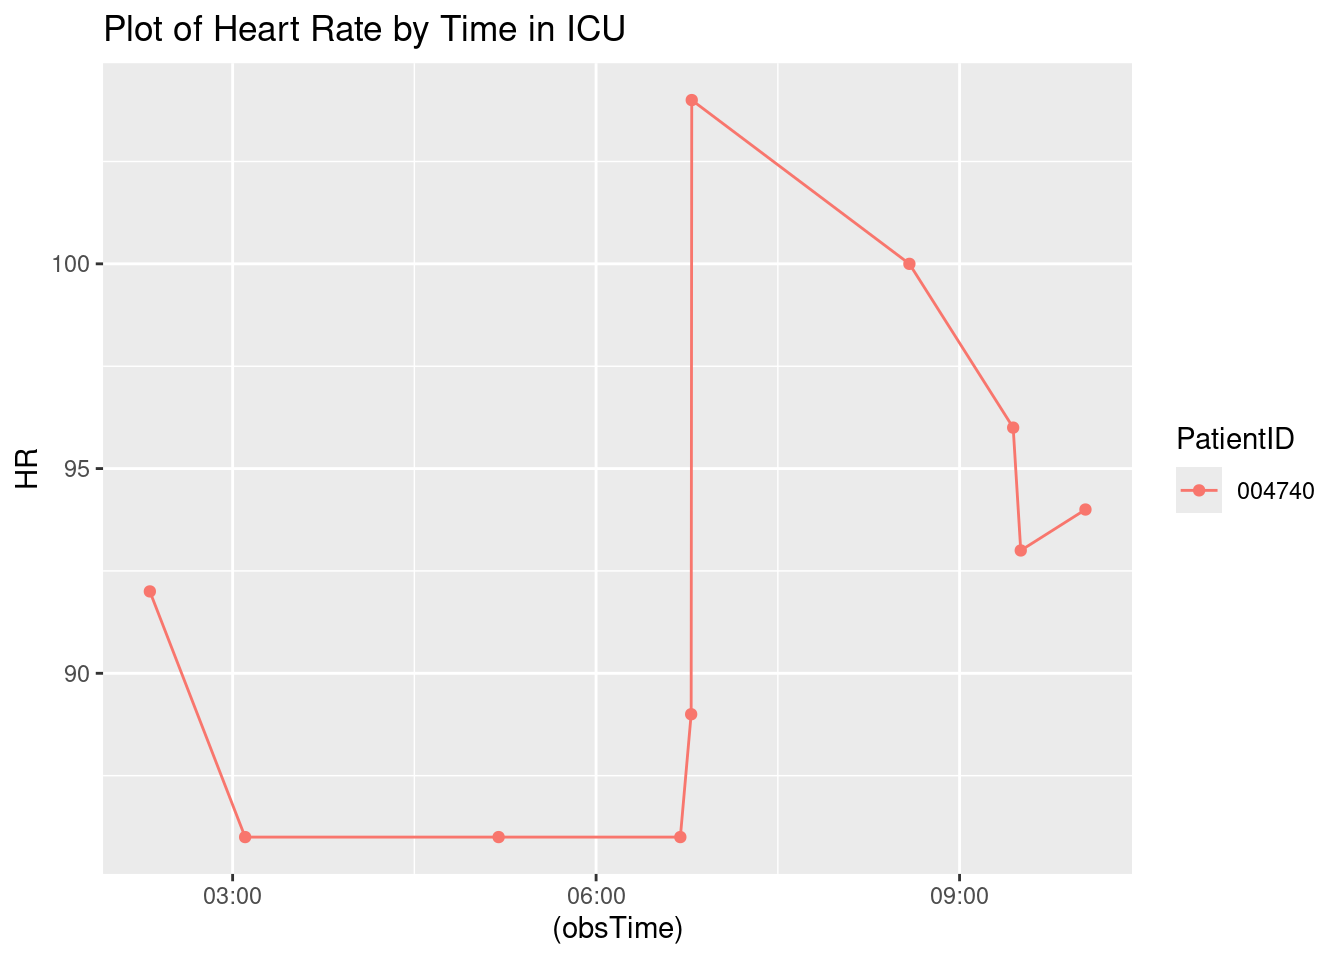 Plot of Heart Rate by Time in ICU
100
95
90
HR
03:00 06:00 09:00
(obsTime)
PatientID
004740